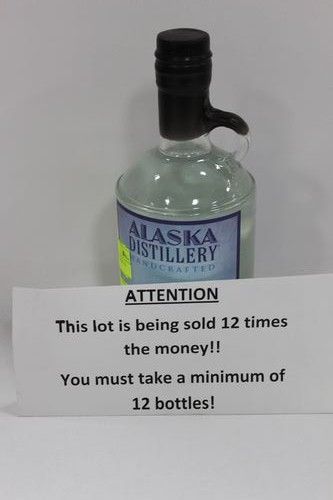 ALASKA
DISTILLERY
HANDCRAFTED
ATTENTION
This lot is being sold 12 times
the money!!
You must take a minimum of
12 bottles!